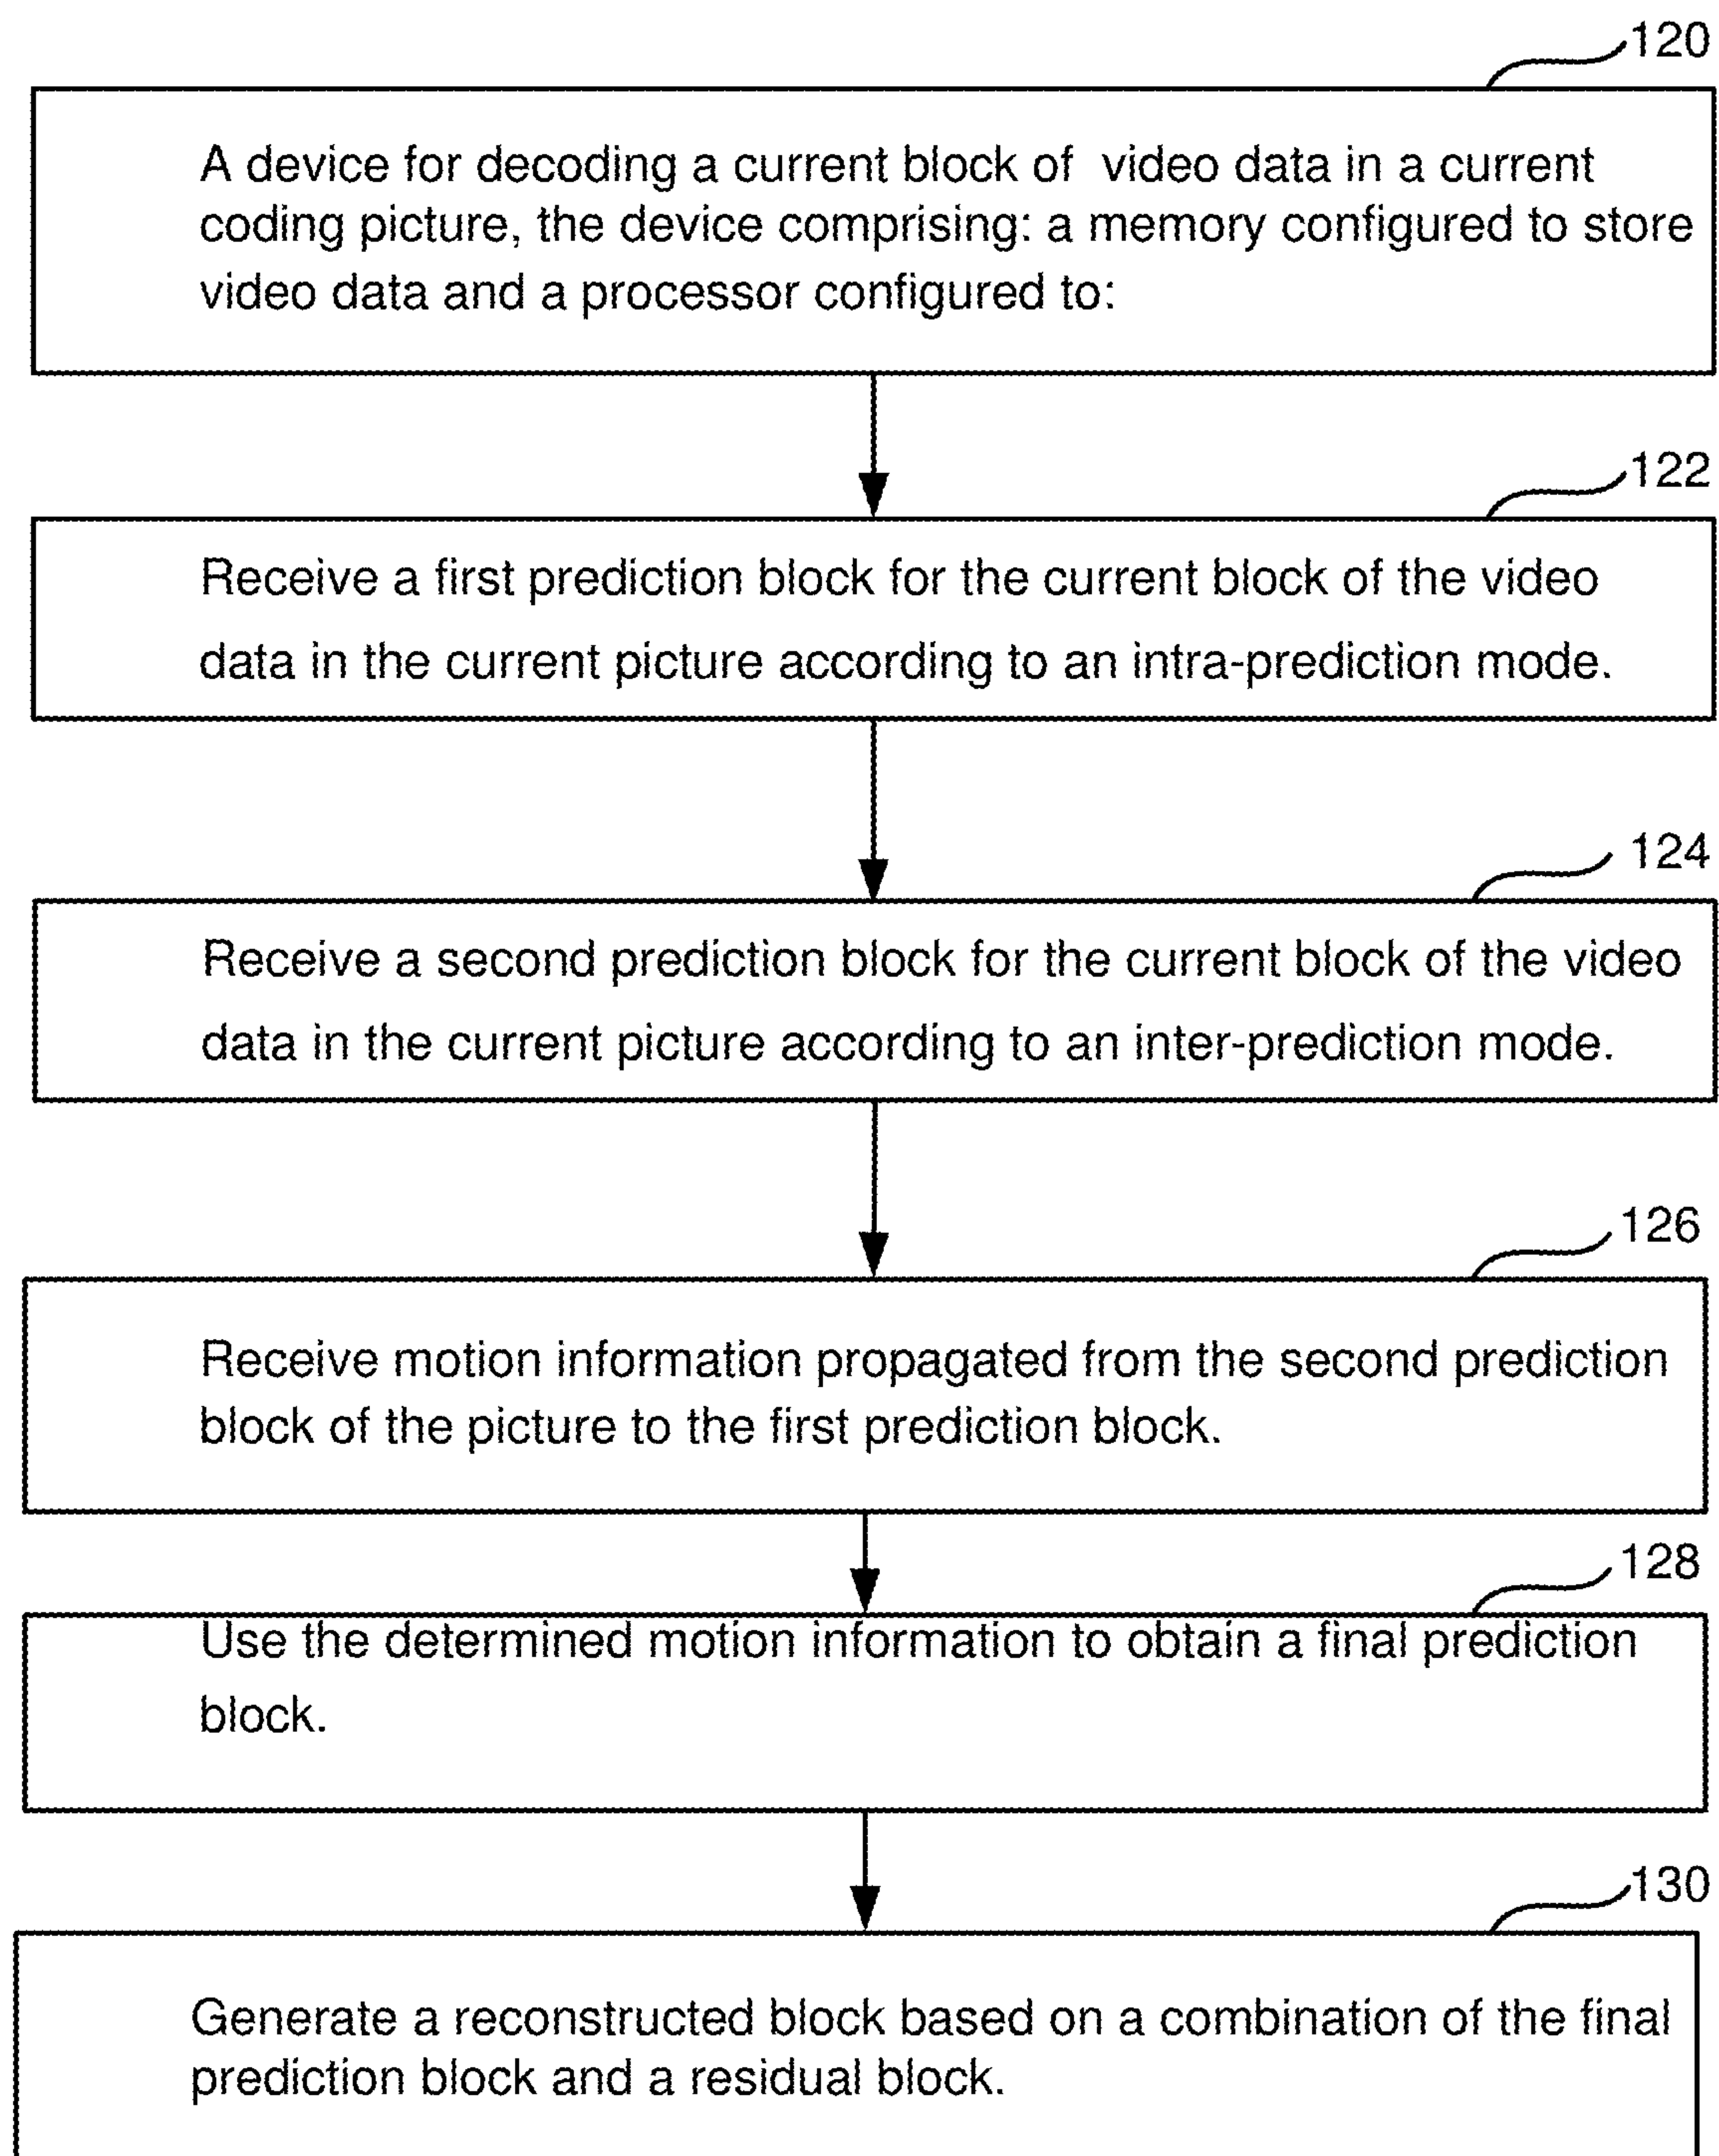 120
A device for decoding a current block of video data in a current
coding picture, the device comprising: a memory configured to store
video data and a processor configured to:
122
Receive a first prediction block for the current block of the video
data in the current picture according to an intra-prediction mode.
124
Receive a second prediction block for the current block of the video
data in the current picture according to an inter-prediction mode.
126
Receive motion information propagated from the second prediction
block of the picture to the first prediction block.
128
Use the determined motion information to obtain a final prediction
block.
130
Generate a reconstructed block based on a combination of the final
prediction block and a residual block.